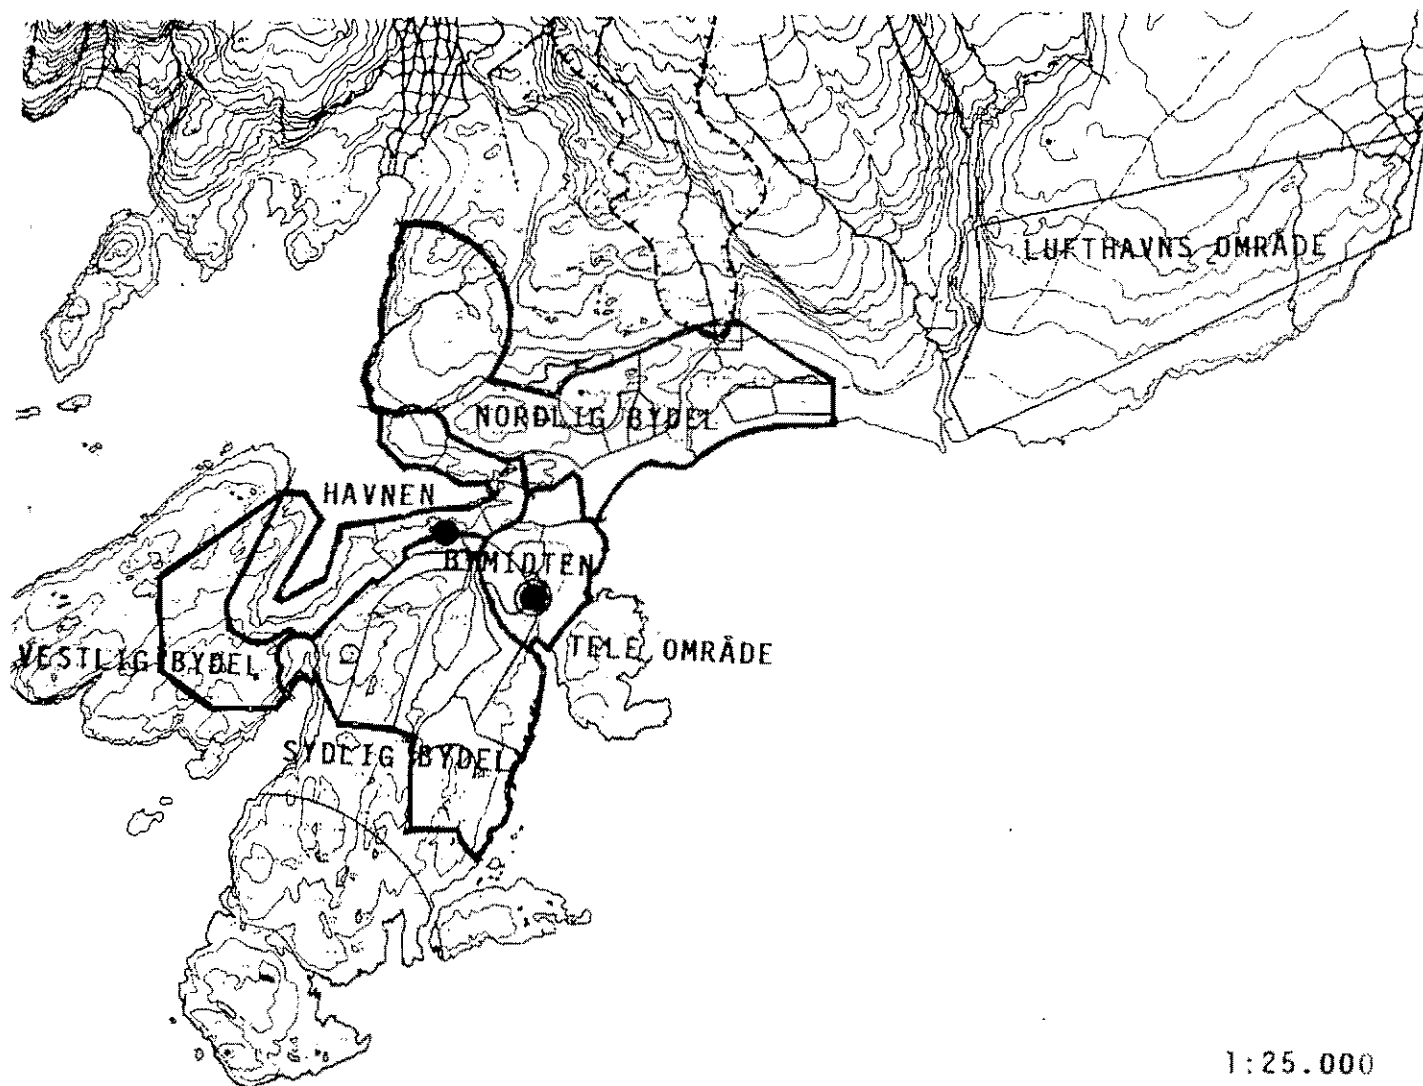 LUFTHAVNS OMRÅDE
NORDLIG BYDEL
HAVNEN
BYMIDTEN
TELE OMRÅDE
VESTLIG BYDEL
SYDLIG BYDEL
1:25.000